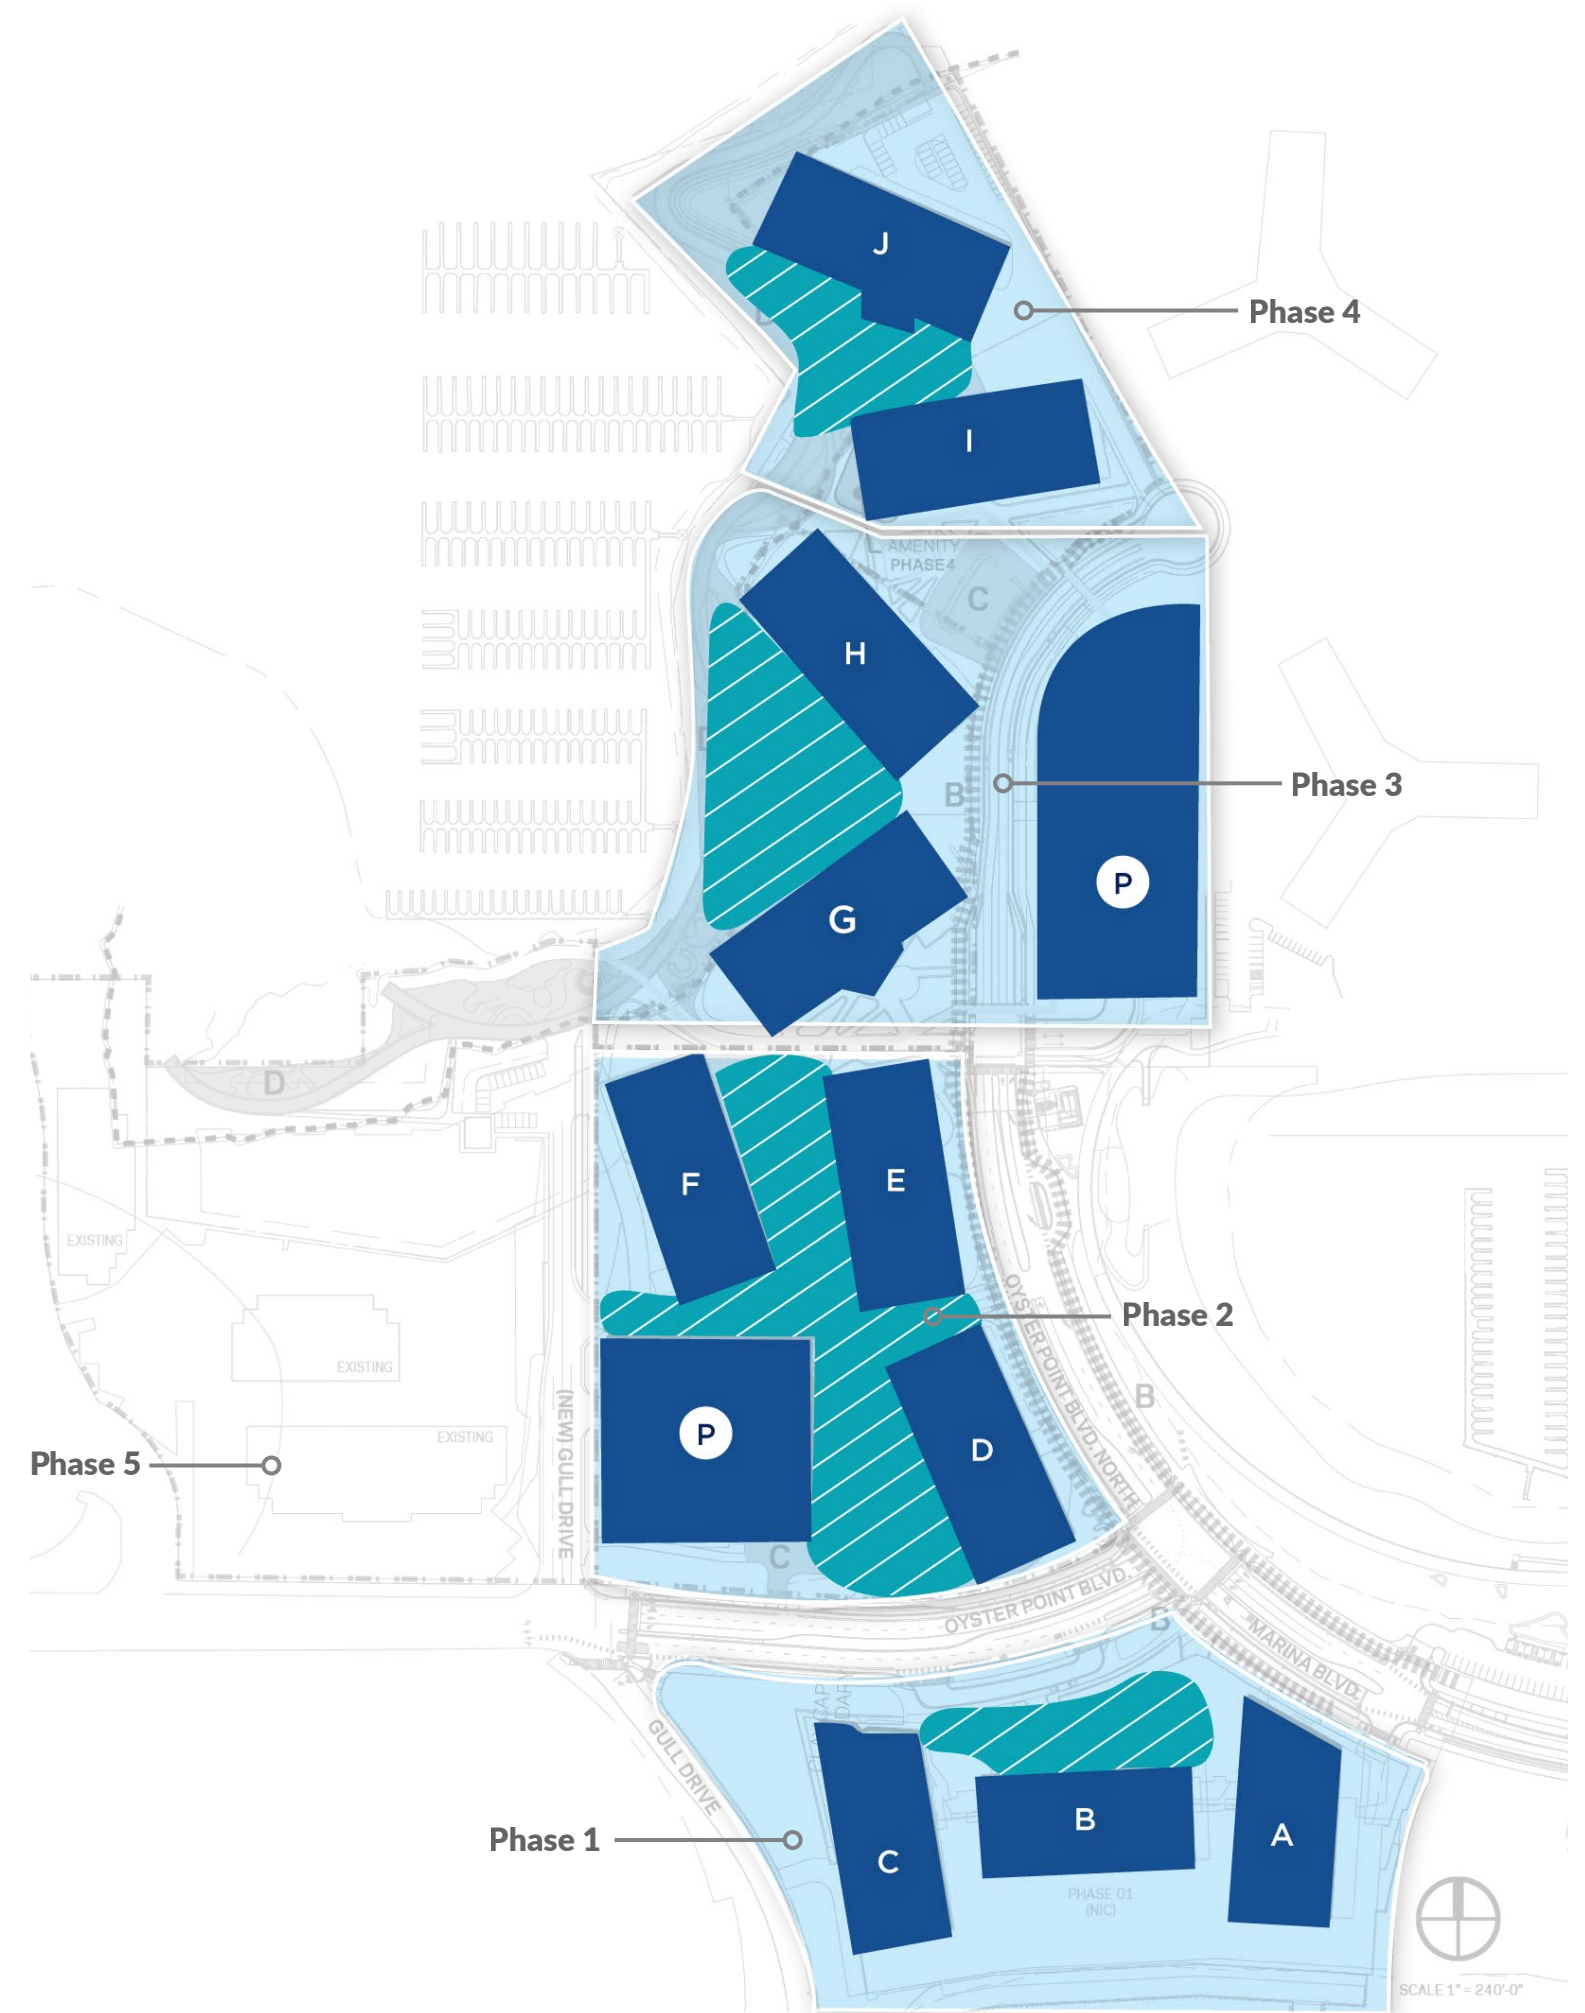 J
Phase 4
D
I
L AMENITY
PHASE 4
C
H
B
Phase 3
P
G
C
D
F
E
EXISTING
Phase 2
OYSTER POINT BLVD. NORTH
EXISTING
B
P
EXISTING
D
Phase 5
(NEW) GULL DRIVE
C
OYSTER POINT BLVD.
B
MARINA BLVD.
GULL DRIVE
Phase 1
B
A
C
PHASE 01
(NIC)
SCALE 1" = 240'-0"